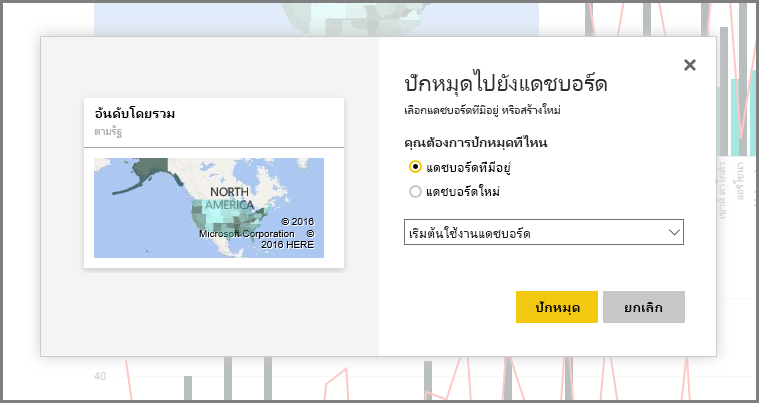 ปักหมุดไปยังแดชบอร์ด
เลือกแดชบอร์ดที่มีอยู่ หรือสร้างใหม่
อันดับโดยรวม
ตามรัฐ
คุณต้องการปักหมุดที่ไหน
แดชบอร์ดที่มีอยู่
แดชบอร์ดใหม่
NORTH
AMERICA
© 2016
Microsoft Corporation ©
2016 HERE
เริ่มต้นใช้งานแดชบอร์ด
ปักหมุด
ยกเลิก
40